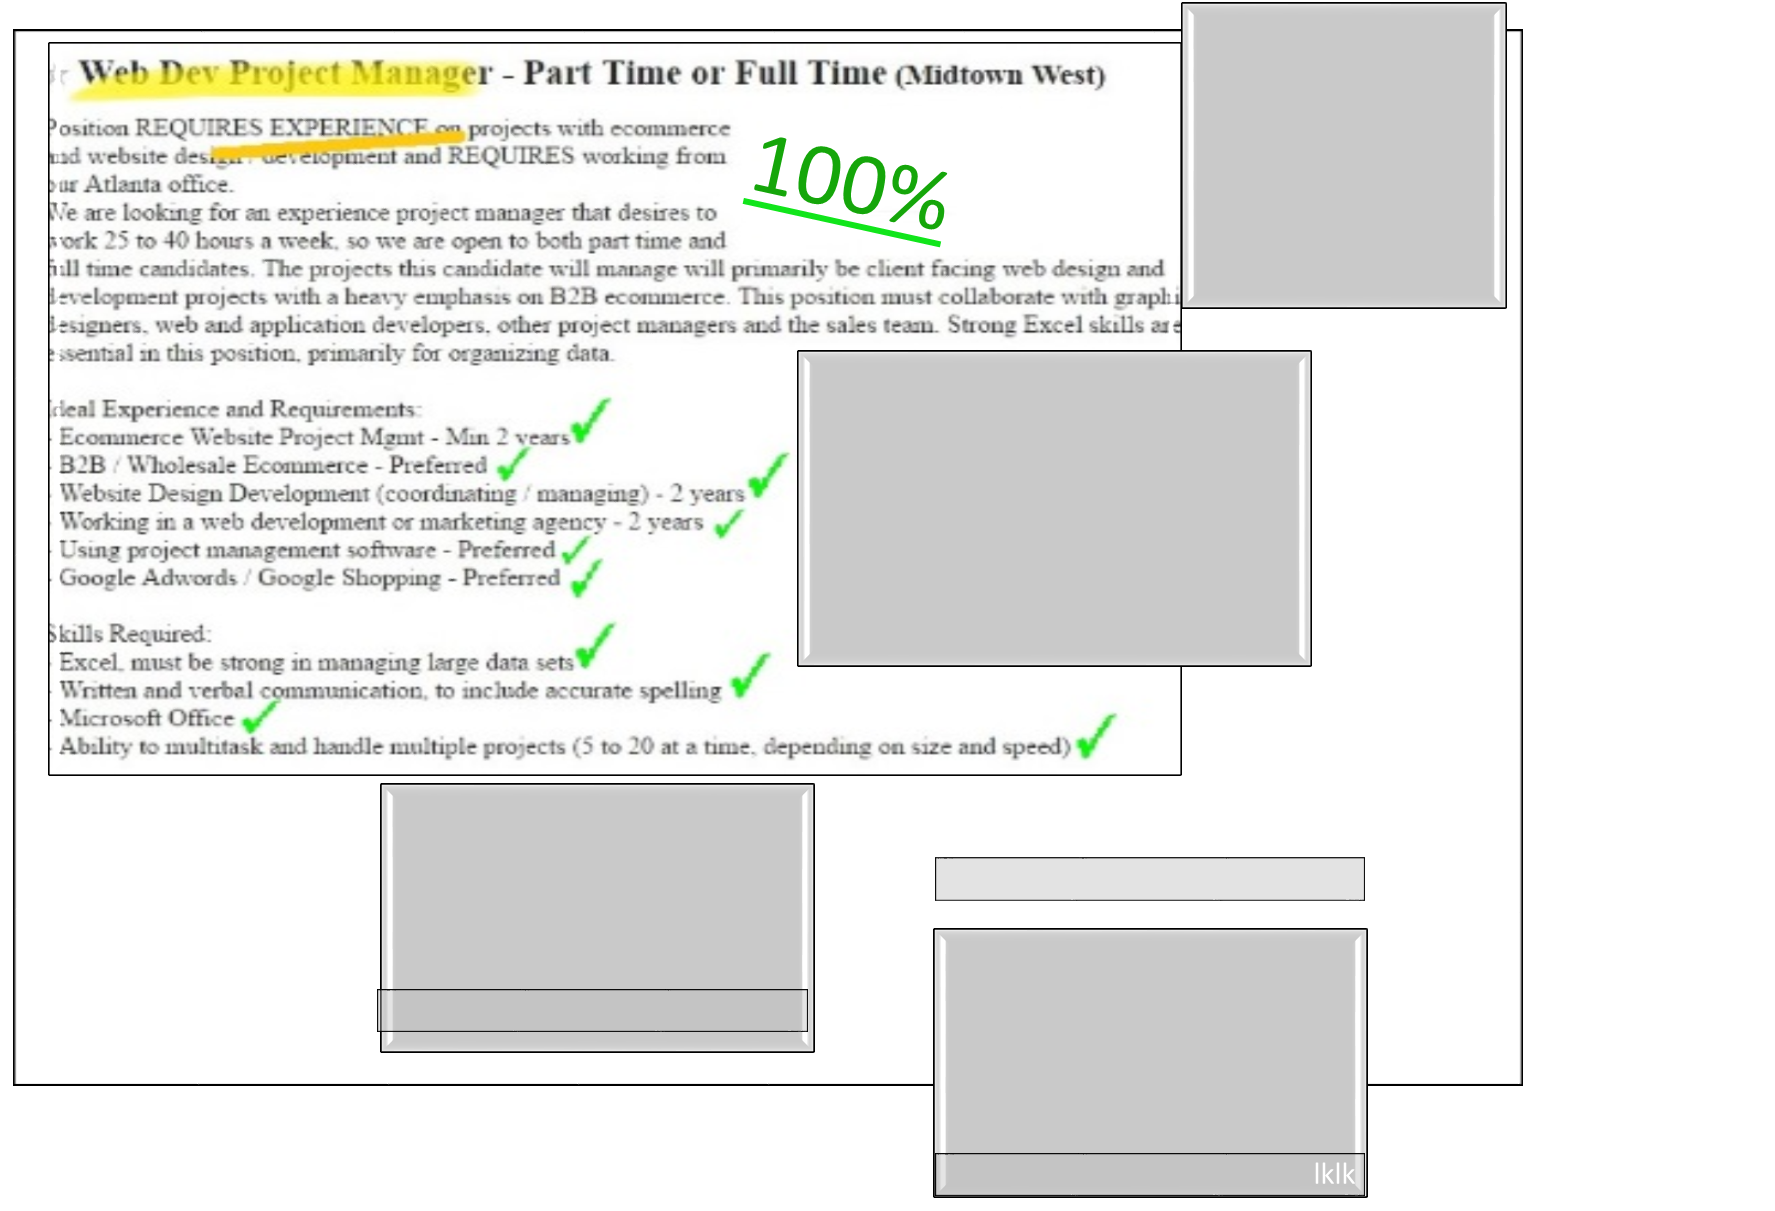 Web Dev Project Manager - Part Time or Full Time (Midtown West)
Position REQUIRES EXPERIENCE on projects with ecommerce
and website design / development and REQUIRES working from
our Atlanta office.
We are looking for an experience project manager that desires to
work 25 to 40 hours a week, so we are open to both part time and
full time candidates. The projects this candidate will manage will primarily be client facing web design and
development projects with a heavy emphasis on B2B ecommerce. This position must collaborate with graphi
designers, web and application developers, other project managers and the sales team. Strong Excel skills are
essential in this position, primarily for organizing data.
100%
Ideal Experience and Requirements:
- Ecommerce Website Project Mgmt - Min 2 years
- B2B / Wholesale Ecommerce - Preferred
- Website Design Development (coordinating / managing) - 2 years
- Working in a web development or marketing agency - 2 years
- Using project management software - Preferred
- Google Adwords / Google Shopping - Preferred
Skills Required:
- Excel, must be strong in managing large data sets
- Written and verbal communication, to include accurate spelling
- Microsoft Office
- Ability to multitask and handle multiple projects (5 to 20 at a time, depending on size and speed)
lklk